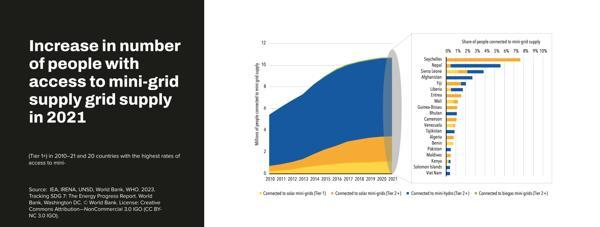 Increase in number
of people with
access to mini-grid
supply grid supply
in 2021
(Tier 1+) in 2010–21 and 20 countries with the highest rates of
access to mini-
Source: IEA, IRENA, UNSD, World Bank, WHO. 2023.
Tracking SDG 7: The Energy Progress Report. World
Bank, Washington DC. © World Bank. License: Creative
Commons Attribution—NonCommercial 3.0 IGO (CC BY-
NC 3.0 IGO).
Millions of people connected to mini-grid supply
12
10
8
6
4
2
0
2010 2011 2012 2013 2014 2015 2016 2017 2018 2019 2020 2021
Share of people connected to mini-grid supply
0% 1% 2% 3% 4% 5% 6% 7% 8% 9% 10%
Seychelles
Nepal
Sierra Leone
Afghanistan
Fiji
Liberia
Eritrea
Mali
Guinea-Bissau
Bhutan
Cameroon
Venezuela
Tajikistan
Algeria
Benin
Pakistan
Maldives
Kenya
Solomon Islands
Viet Nam
Connected to solar mini-grids (Tier 1) Connected to solar mini-grids (Tier 2+) Connected to mini-hydro (Tier 2+) Connected to biogas mini-grids (Tier 2+)